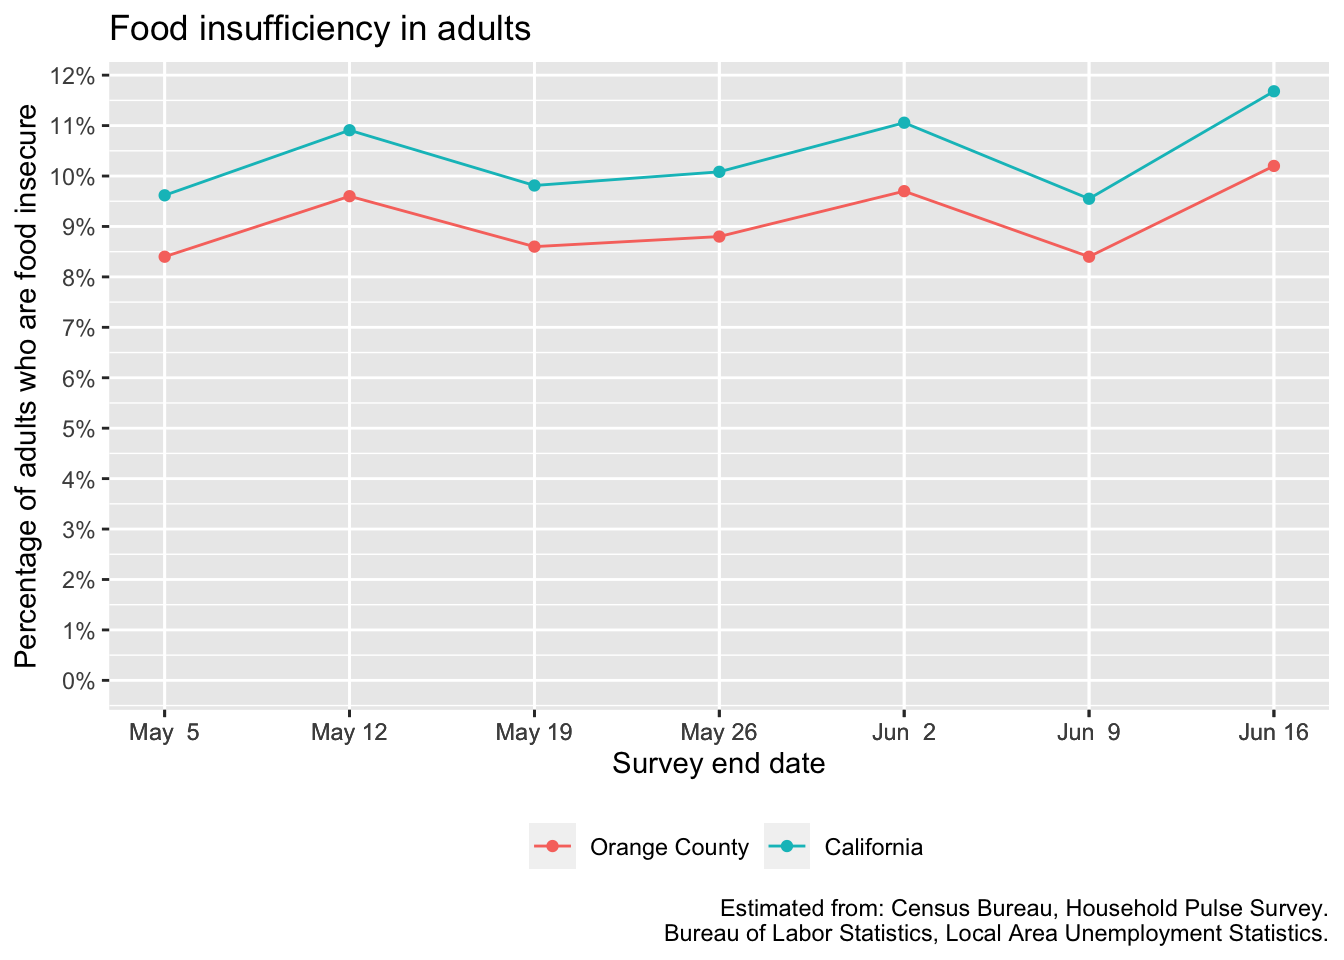 Food insufficiency in adults
Percentage of adults who are food insecure
12%
11%
10%
9%
8%
7%
6%
5%
4%
3%
2%
1%
0%
May  5 May 12 May 19 May 26 Jun  2 Jun  9 Jun 16
Survey end date
Orange County California
Estimated from: Census Bureau, Household Pulse Survey.
Bureau of Labor Statistics, Local Area Unemployment Statistics.